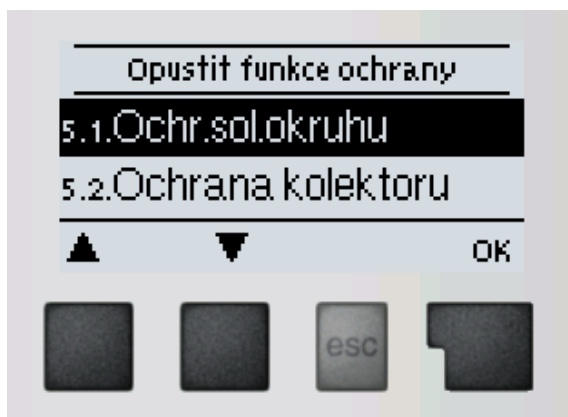 Opustit funkce ochrany
5.1.Ochr.sol.okruhu
5.2.Ochrana kolektoru
OK
esc